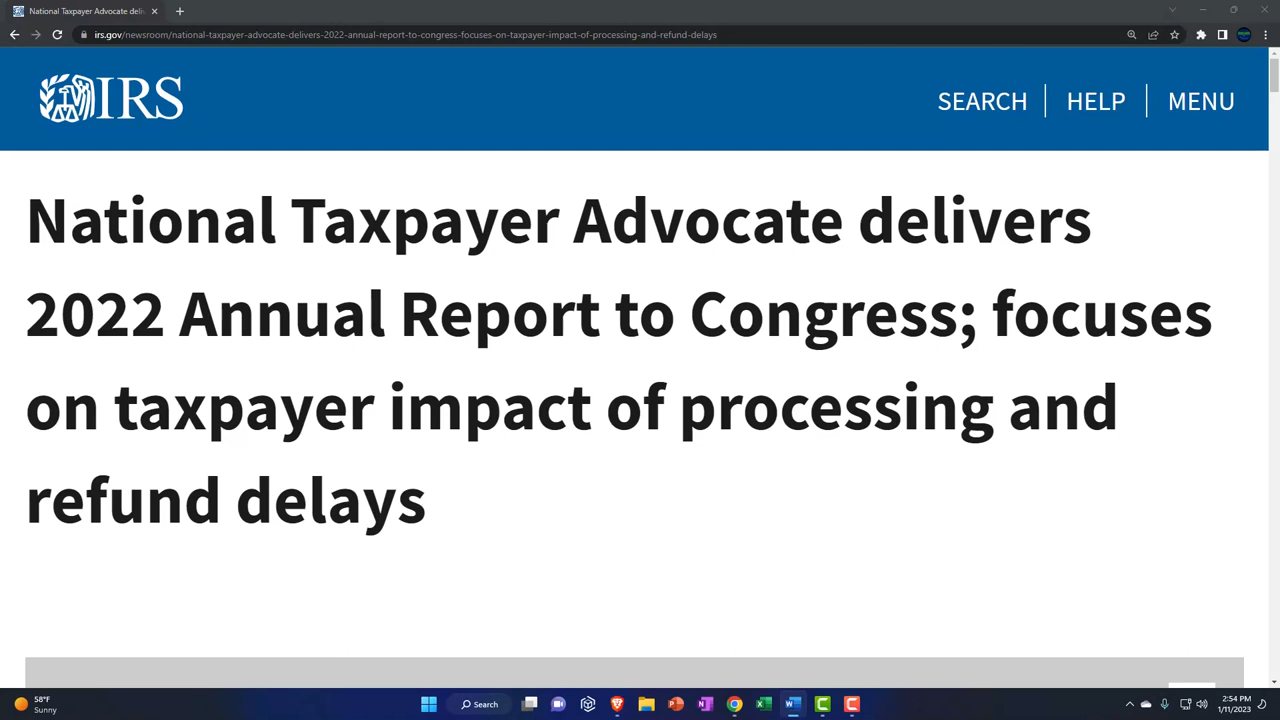 National Taxpayer Advocate deli
irs.gov/newsroom/national-taxpayer-advocate-delivers-2022-annual-report-to-congress-focuses-on-taxpayer-impact-of-processing-and-refund-delays
IRS
SEARCH
HELP
MENU
National Taxpayer Advocate delivers
2022 Annual Report to Congress; focuses
on taxpayer impact of processing and
refund delays
58°F
Sunny
Search
2:54 PM
1/11/2023